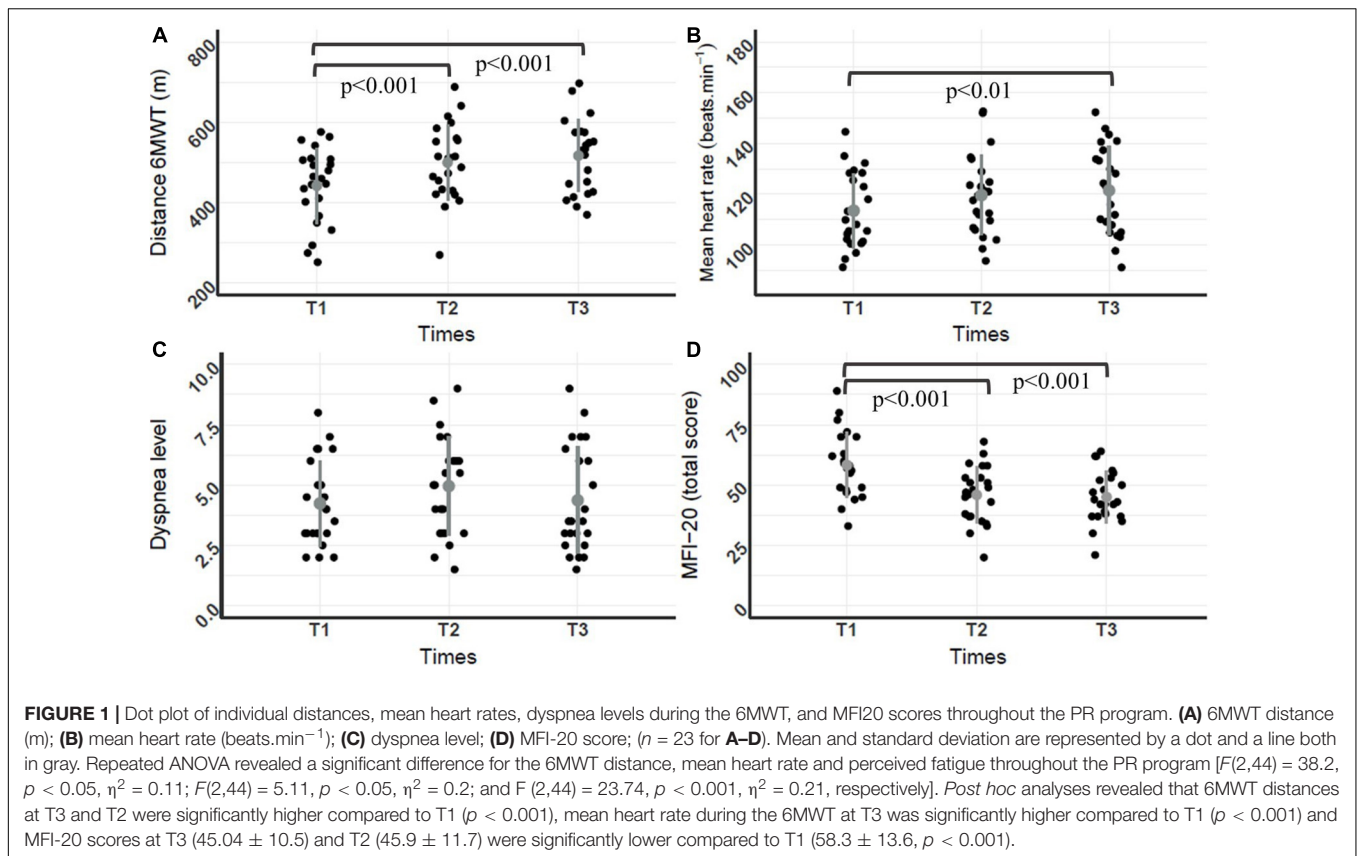 A
800
600
400
200
Distance 6MWT (m)
p<0.001
p<0.001
T1 T2 T3
Times
B
180
160
140
120
100
Mean heart rate (beats.min⁻¹)
p<0.01
T1 T2 T3
Times
C
10.0
7.5
5.0
2.5
0.0
Dyspnea level
T1 T2 T3
Times
D
100
75
50
25
0
MFI-20 (total score)
p<0.001
p<0.001
T1 T2 T3
Times
FIGURE 1 | Dot plot of individual distances, mean heart rates, dyspnea levels during the 6MWT, and MFI20 scores throughout the PR program. (A) 6MWT distance
(m); (B) mean heart rate (beats.min⁻¹); (C) dyspnea level; (D) MFI-20 score; (n = 23 for A–D). Mean and standard deviation are represented by a dot and a line both
in gray. Repeated ANOVA revealed a significant difference for the 6MWT distance, mean heart rate and perceived fatigue throughout the PR program [F(2,44) = 38.2,
p < 0.05, η² = 0.11; F(2,44) = 5.11, p < 0.05, η² = 0.2; and F (2,44) = 23.74, p < 0.001, η² = 0.21, respectively]. Post hoc analyses revealed that 6MWT distances
at T3 and T2 were significantly higher compared to T1 (p < 0.001), mean heart rate during the 6MWT at T3 was significantly higher compared to T1 (p < 0.001) and
MFI-20 scores at T3 (45.04 ± 10.5) and T2 (45.9 ± 11.7) were significantly lower compared to T1 (58.3 ± 13.6, p < 0.001).